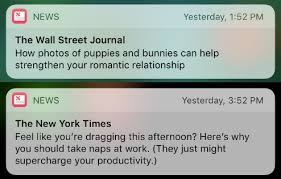 NEWS Yesterday, 1:52 PM
The Wall Street Journal
How photos of puppies and bunnies can help
strengthen your romantic relationship
NEWS Yesterday, 3:52 PM
The New York Times
Feel like you're dragging this afternoon? Here's why
you should take naps at work. (They just might
supercharge your productivity.)